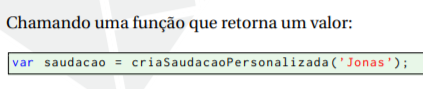 Chamando uma função que retorna um valor:
var saudacao = criaSaudacaoPersonalizada('Jonas');